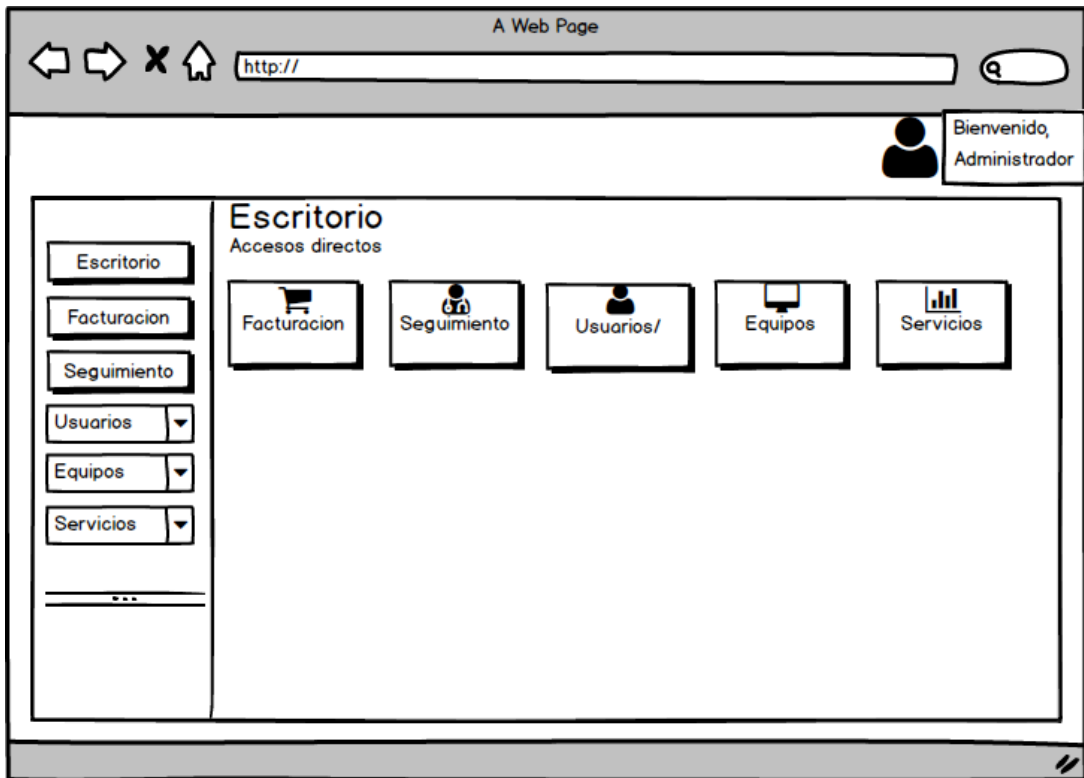 A Web Page
http://
Bienvenido,
Administrador
Escritorio
Facturacion
Seguimiento
Usuarios
Equipos
Servicios
Escritorio
Accesos directos
Facturacion
Seguimiento
Usuarios/
Equipos
Servicios